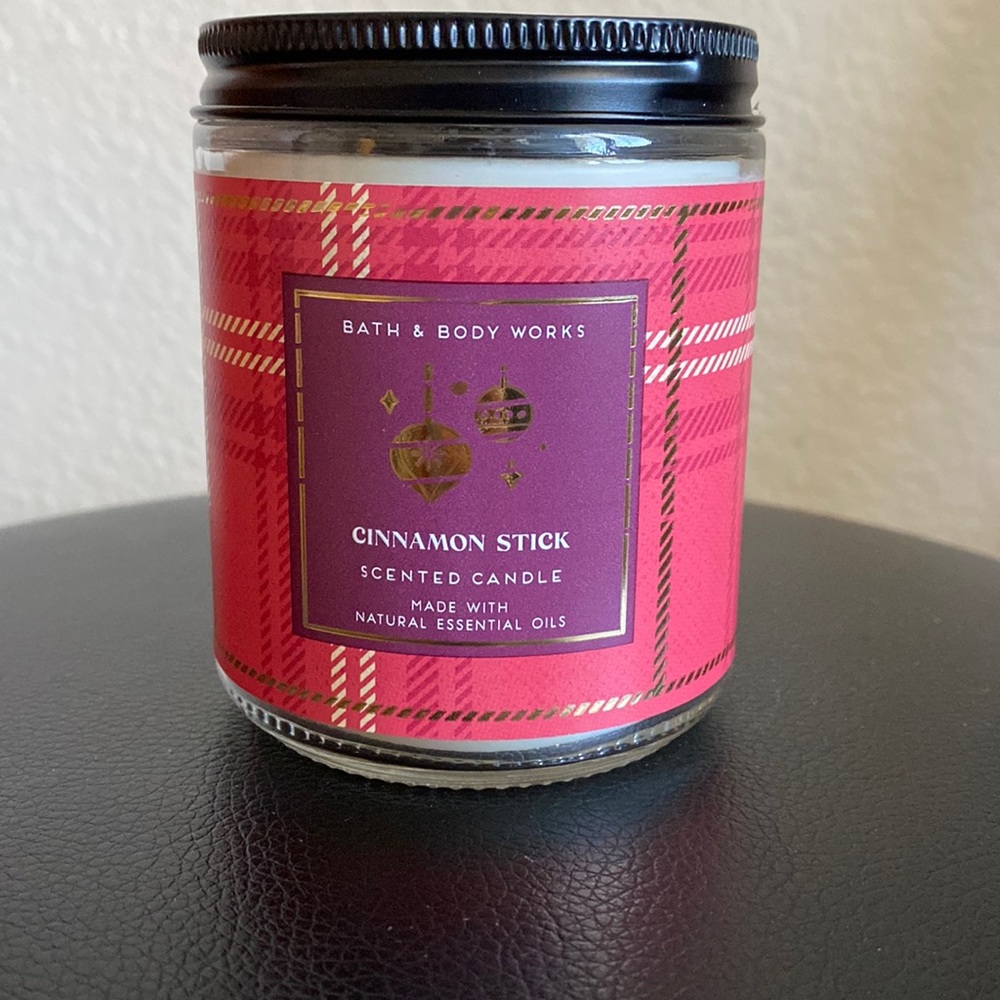 BATH & BODY WORKS
CINNAMON STICK
SCENTED CANDLE
MADE WITH
NATURAL ESSENTIAL OILS